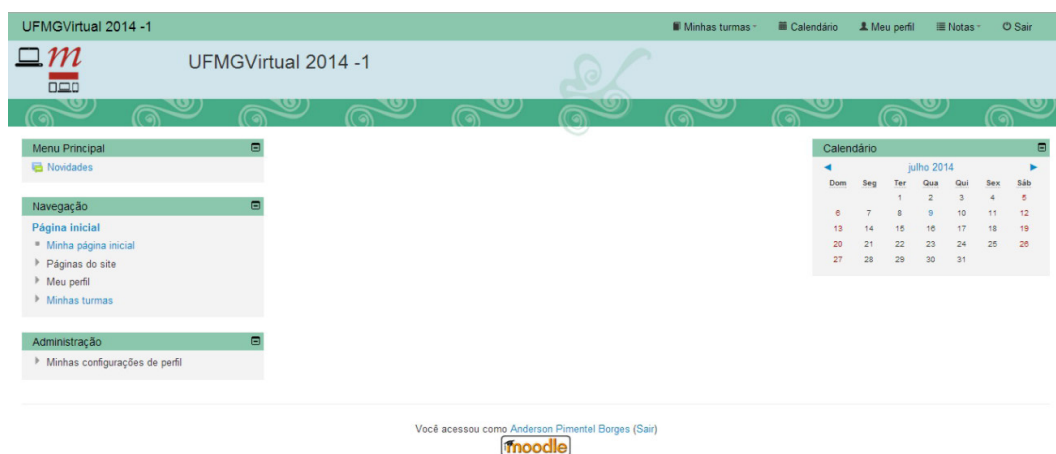 UFMGVirtual 2014 -1
Minhas turmas
Calendário
Meu perfil
Notas
Sair
m
UFMGVirtual 2014 -1
Menu Principal
Novidades
Navegação
Página inicial
Minha página inicial
Páginas do site
Meu perfil
Minhas turmas
Administração
Minhas configurações de perfil
Calendário
◄ julho 2014 ►
Dom Seg Ter Qua Qui Sex Sáb
1 2 3 4 5
6 7 8 9 10 11 12
13 14 15 16 17 18 19
20 21 22 23 24 25 26
27 28 29 30 31
Você acessou como Anderson Pimentel Borges (Sair)
moodle